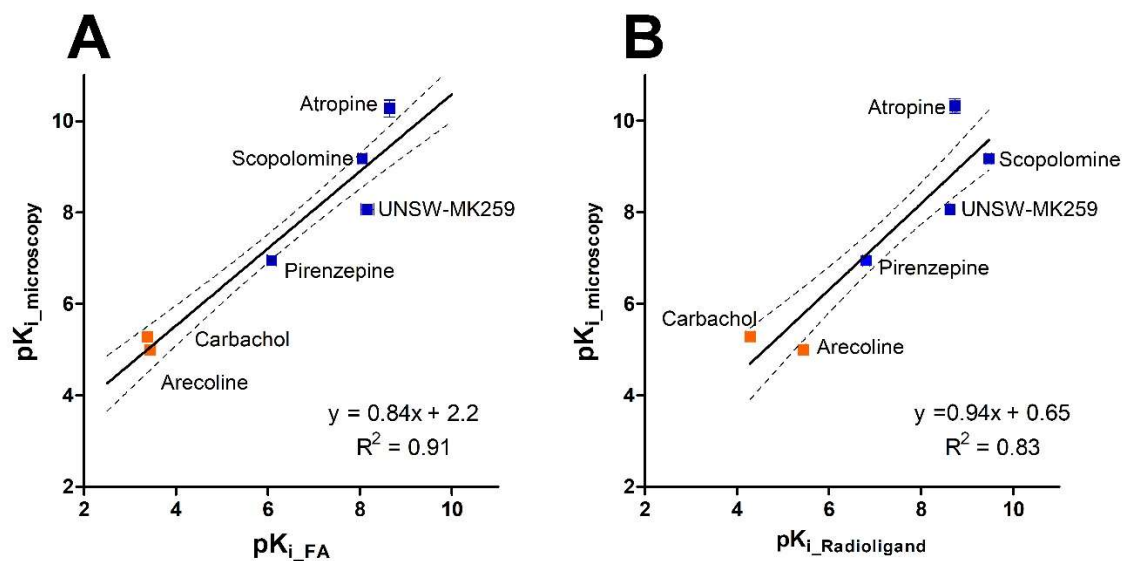 A
pKi_microscopy
10
8
6
4
2
Atropine
Scopolomine
UNSW-MK259
Pirenzepine
Carbachol
Arecoline
y = 0.84x + 2.2
R² = 0.91
2 4 6 8 10
pKi_FA
B
pKi_microscopy
10
8
6
4
2
Atropine
Scopolomine
UNSW-MK259
Pirenzepine
Carbachol
Arecoline
y =0.94x + 0.65
R² = 0.83
2 4 6 8 10
pKi_Radioligand